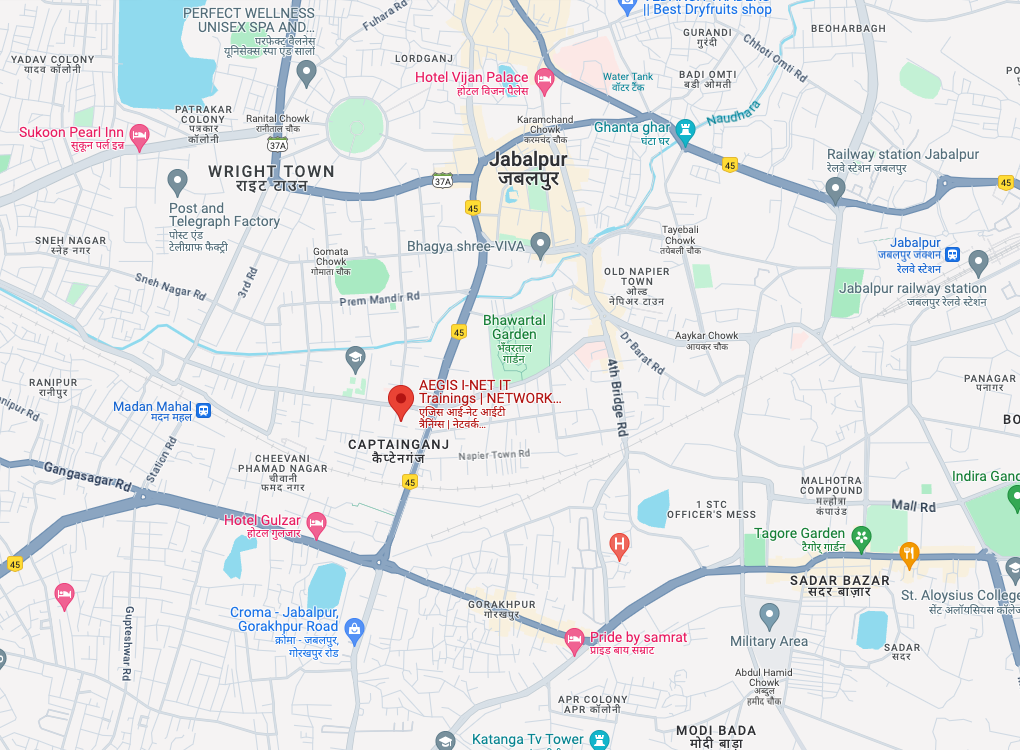 PERFECT WELLNESS
UNISEX SPA AND...
परफेक्ट वेलनेस
यूनिसेक्स स्पा एंड सालों
Fuhara Rd
|| Best Dryfruits shop
GURANDI
गुरंदी
BEOHARBAGH
Chhoti Omti Rd
YADAV COLONY
यादव कॉलोनी
LORDGANJ
Hotel Vijan Palace
होटल विजन पैलेस
Water Tank
वॉटर टैंक
BADI OMTI
बडी ओमती
PATRAKAR
COLONY
पत्रकार
कॉलोनी
Ranital Chowk
रानीताल चौक
37A
Karamchand
Chowk
करमचंद चौक
Naudhara
Sukoon Pearl Inn
सुकून पर्ल इन्न
Ghanta ghar
घंटा घर
Jabalpur
जबलपुर
45
Railway station Jabalpur
रेलवे स्टेशन जबलपुर
WRIGHT TOWN
राइट टाउन
37A
45
45
Post and
Telegraph Factory
पोस्ट एंड
टेलीग्राफ फैक्ट्री
SNEH NAGAR
स्नेह नगर
Gomata
Chowk
गोमाता चौक
Bhagya shree-VIVA
Tayebali
Chowk
तयेबली चौक
Jabalpur
जबलपुर जंक्शन
रेलवे स्टेशन
Sneh Nagar Rd
3rd Rd
Prem Mandir Rd
OLD NAPIER
TOWN
ओल्ड
नेपिअर टाउन
Jabalpur railway station
जबलपुर रेलवे स्टेशन
45
Bhawartal
Garden
भँवरताल
गार्डन
Dr Barat Rd
Aaykar Chowk
आयकर चौक
4th Bridge Rd
RANIPUR
रानीपुर
Ranipur Rd
Madan Mahal
मदन महल
AEGIS I-NET IT
Trainings | NETWORK...
एजिस आई-नेट आईटी
त्रैनिंग्स | नेटवर्क...
PANAGAR
पनागर
CAPTAINGANJ
कैप्टेनगंज
Napier Town Rd
Station Rd
CHEEVANI
PHAMAD NAGAR
चीवानी
फमद नगर
Gangasagar Rd
45
MALHOTRA
COMPOUND
मल्होत्रा
कंपाउंड
Mall Rd
1 STC
OFFICER'S MESS
Hotel Gulzar
होटल गुलज़ार
H
Tagore Garden
टैगोर गार्डन
45
SADAR BAZAR
सदर बाज़ार
St. Aloysius College
GORAKHPUR
गोरखपुर
Gupteshwar Rd
Croma - Jabalpur,
Gorakhpur Road
क्रोमा - जबलपुर,
गोरखपुर रोड
Pride by samrat
प्राइड बाय सम्राट
Military Area
SADAR
सदर
Abdul Hamid
Chowk
अब्दुल
हमीद चौक
APR COLONY
APR कॉलोनी
Katanga Tv Tower
MODI BADA
मोदी बाड़ा